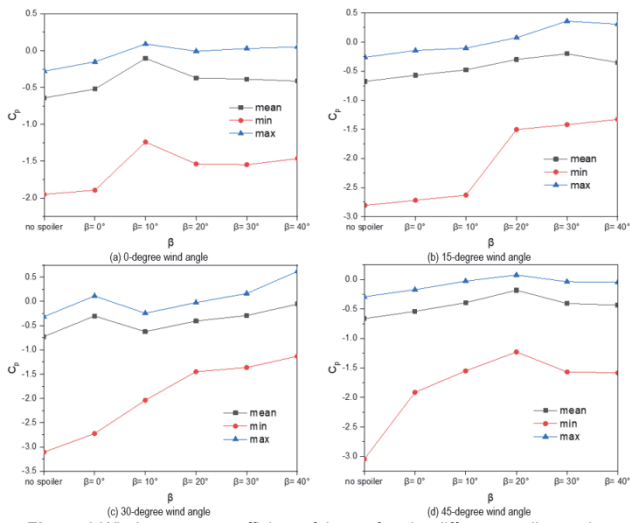 0.5
0.0
-0.5
-1.0
-1.5
-2.0
Cp
mean
min
max
no spoiler β= 0° β= 10° β= 20° β= 30° β= 40°
β
(a) 0-degree wind angle
0.5
0.0
-0.5
-1.0
-1.5
-2.0
-2.5
-3.0
Cp
mean
min
max
no spoiler β= 0° β= 10° β= 20° β= 30° β= 40°
β
(b) 15-degree wind angle
0.5
0.0
-0.5
-1.0
-1.5
-2.0
-2.5
-3.0
-3.5
Cp
mean
min
max
no spoiler β= 0° β= 10° β= 20° β= 30° β= 40°
β
(c) 30-degree wind angle
0.0
-0.5
-1.0
-1.5
-2.0
-2.5
-3.0
Cp
mean
min
max
no spoiler β= 0° β= 10° β= 20° β= 30° β= 40°
β
(d) 45-degree wind angle